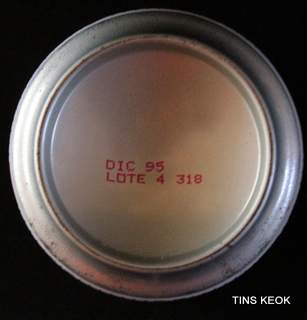 DIC 95
LOTE 4 318
TINS KEOK